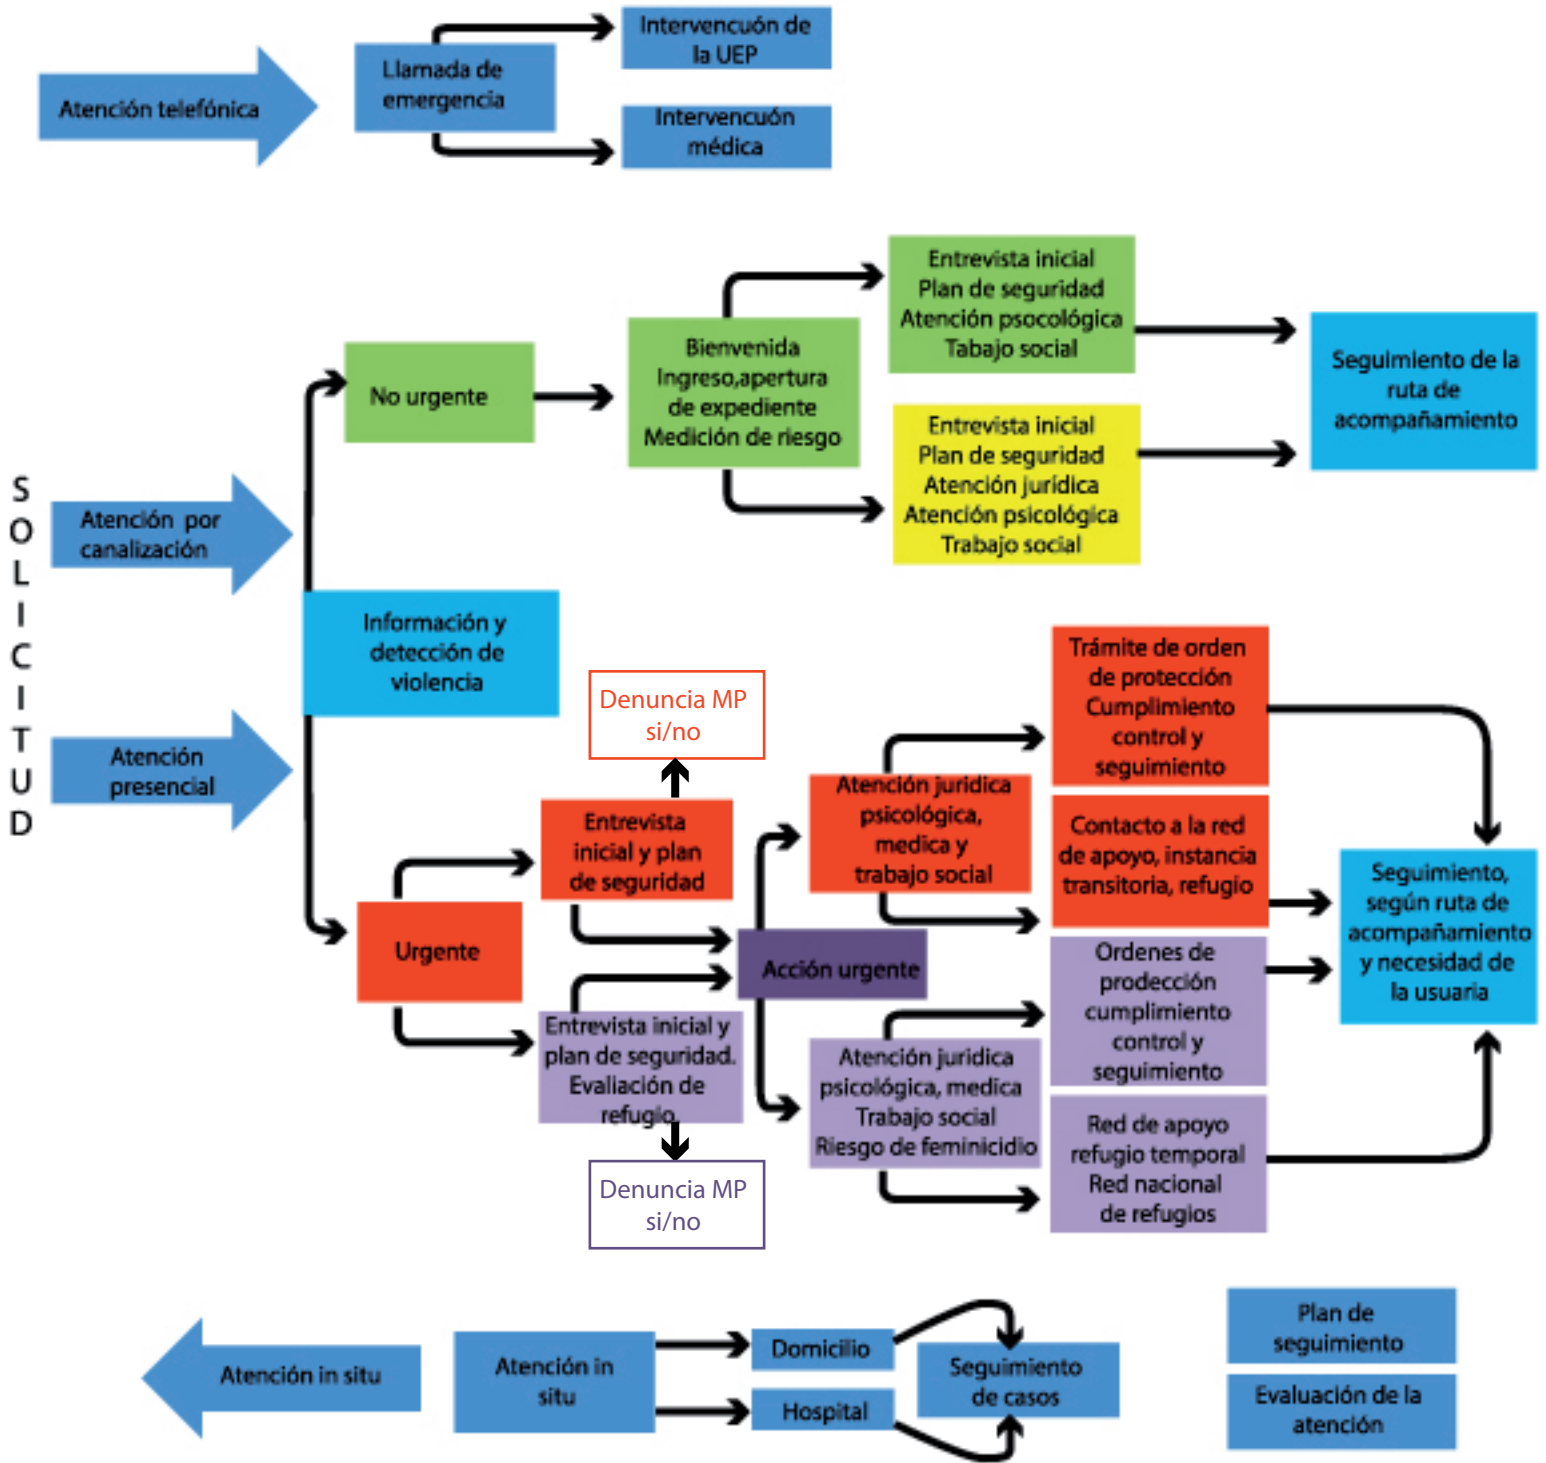 Atención telefónica
Llamada de
emergencia
Intervencuón de
la UEP
Intervencuón
médica
SOLICITUD
Atención por
canalización
Atención
presencial
Información y
detección de
violencia
No urgente
Bienvenida
Ingreso,apertura
de expediente
Medición de riesgo
Entrevista inicial
Plan de seguridad
Atención psocológica
Tabajo social
Entrevista inicial
Plan de seguridad
Atención jurídica
Atención psicológica
Trabajo social
Seguimiento de la
ruta de
acompañamiento
Urgente
Denuncia MP
si/no
Entrevista
inicial y plan
de seguridad
Entrevista inicial y
plan de seguridad.
Evaliación de
refugio.
Denuncia MP
si/no
Acción urgente
Atención juridica
psicológica,
medica y
trabajo social
Atención juridica
psicológica, medica
Trabajo social
Riesgo de feminicidio
Trámite de orden
de protección
Cumplimiento
control y
seguimiento
Contacto a la red
de apoyo, instancia
transitoria, refugio
Ordenes de
prodección
cumplimiento
control y
seguimiento
Red de apoyo
refugio temporal
Red nacional
de refugios
Seguimiento,
según ruta de
acompañamiento
y necesidad de
la usuaria
Atención in situ
Atención in
situ
Domicilio
Hospital
Seguimiento
de casos
Plan de
seguimiento
Evaluación de la
atención